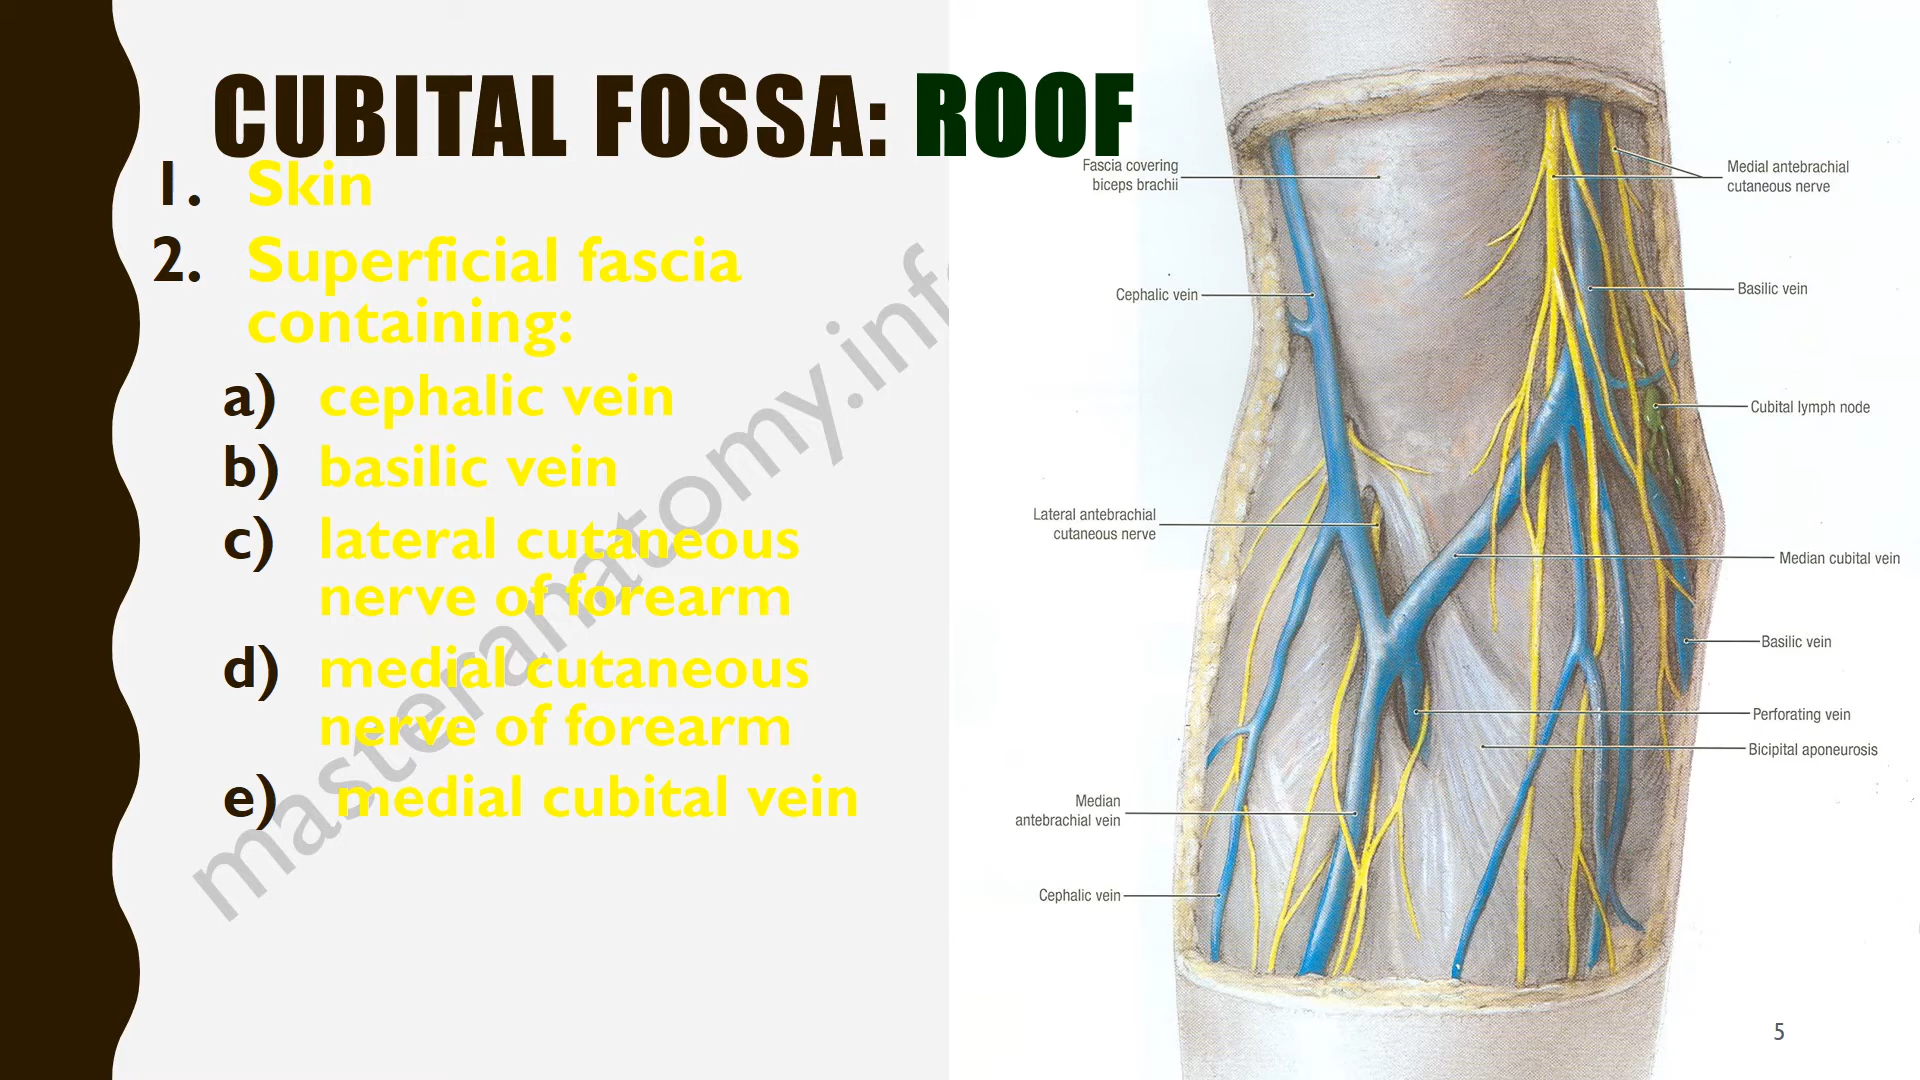 CUBITAL FOSSA: ROOF
1. Skin
2. Superficial fascia
containing:
a) cephalic vein
b) basilic vein
c) lateral cutaneous
nerve of forearm
d) medial cutaneous
nerve of forearm
e) medial cubital vein
masteranatomy.inf
Fascia covering
biceps brachii
Cephalic vein
Lateral antebrachial
cutaneous nerve
Median
antebrachial vein
Cephalic vein
Medial antebrachial
cutaneous nerve
Basilic vein
Cubital lymph node
Median cubital vein
Basilic vein
Perforating vein
Bicipital aponeurosis
5